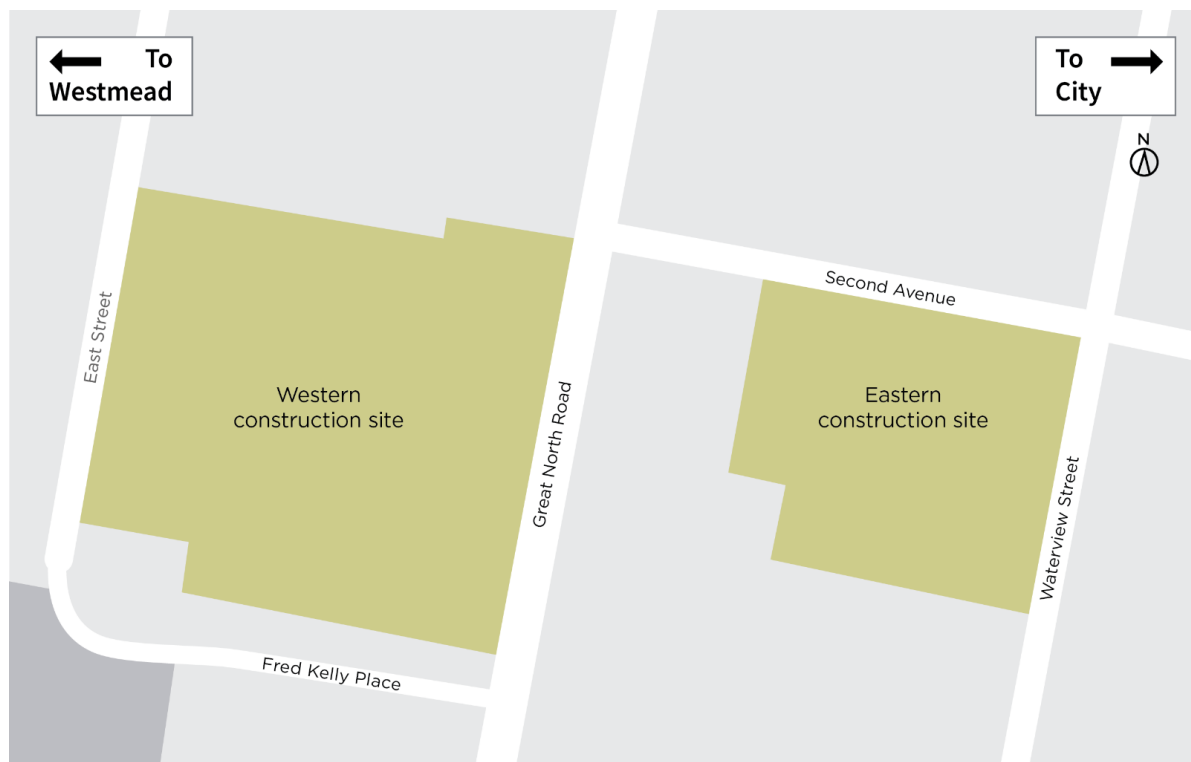 To
Westmead
To
City
N
Second Avenue
East Street
Western
construction site
Eastern
construction site
Great North Road
Waterview Street
Fred Kelly Place